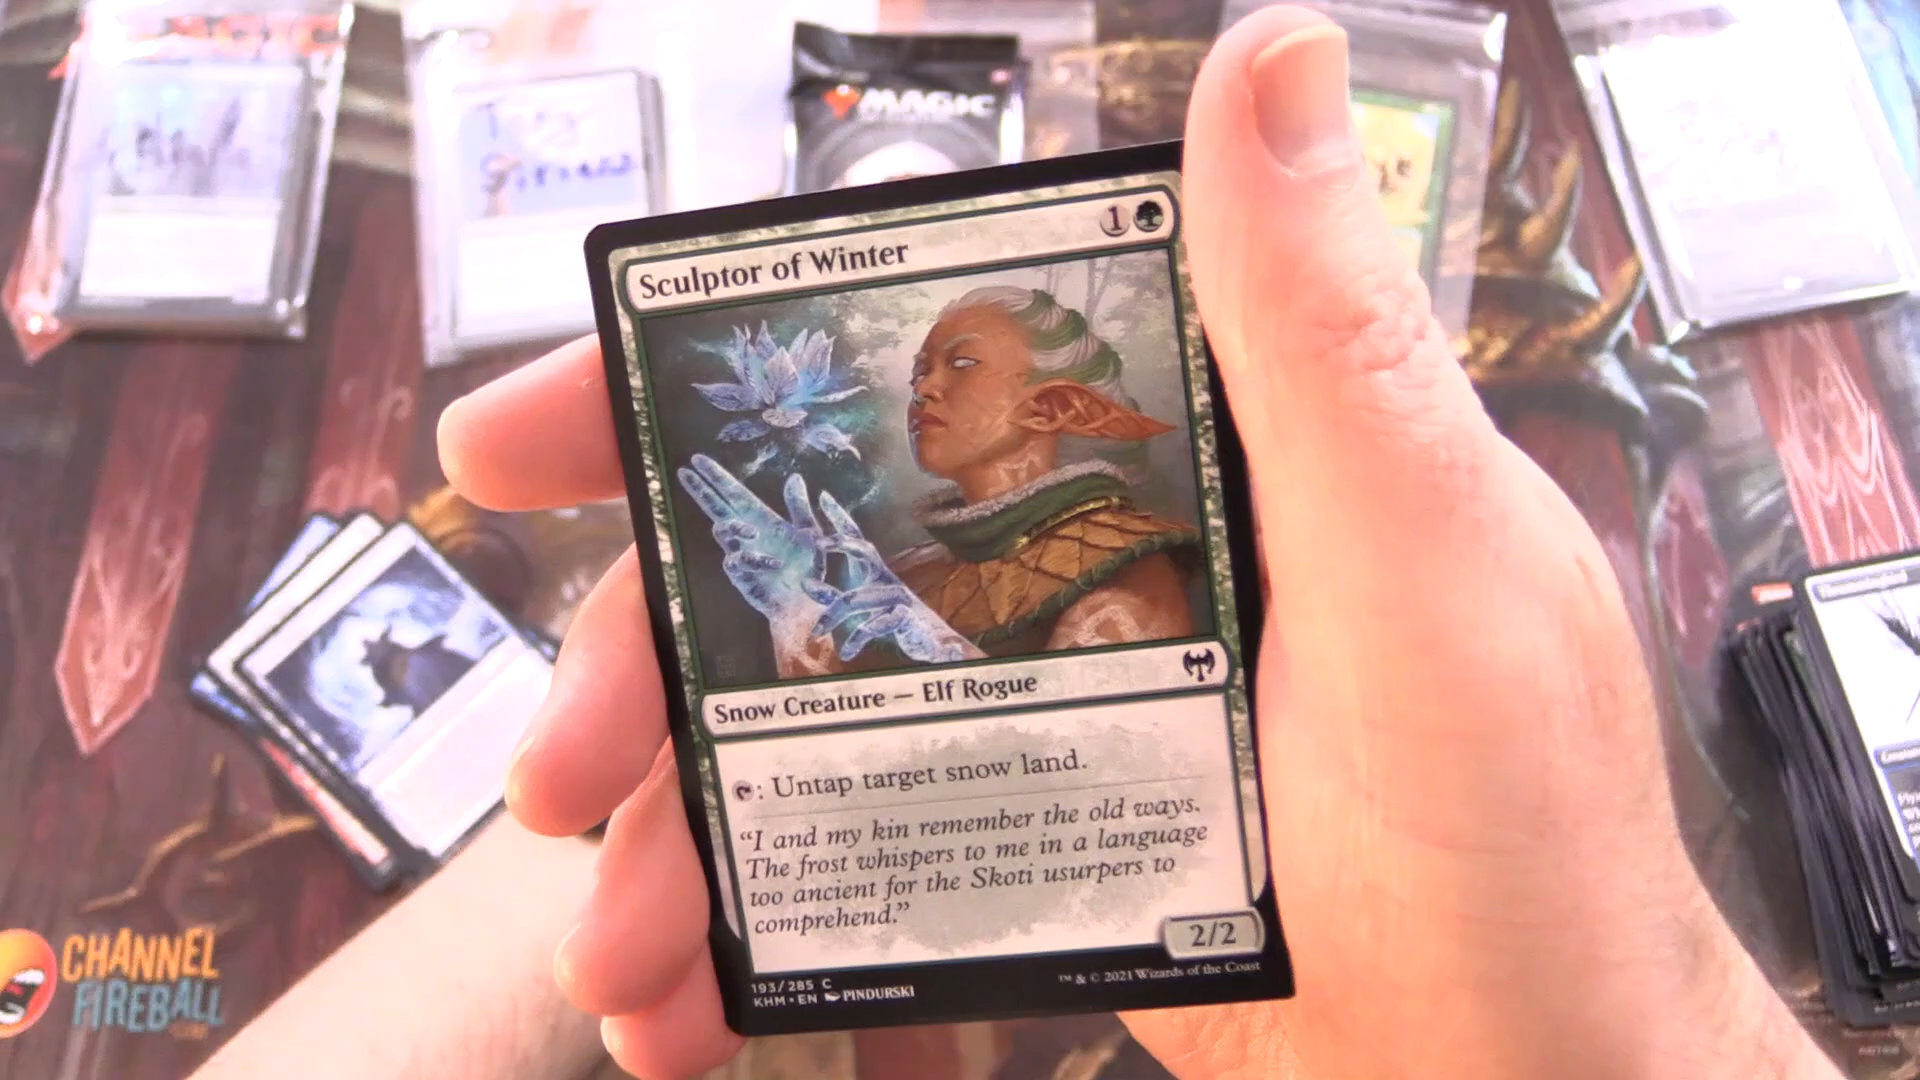 MAGIC
Sculptor of Winter
1
Snow Creature — Elf Rogue
: Untap target snow land.
“I and my kin remember the old ways.
The frost whispers to me in a language
too ancient for the Skoti usurpers to
comprehend.”
2/2
193/285 C
KHM • EN PINDURSKI
™ & © 2021 Wizards of the Coast
CHANNEL
FIREBALL